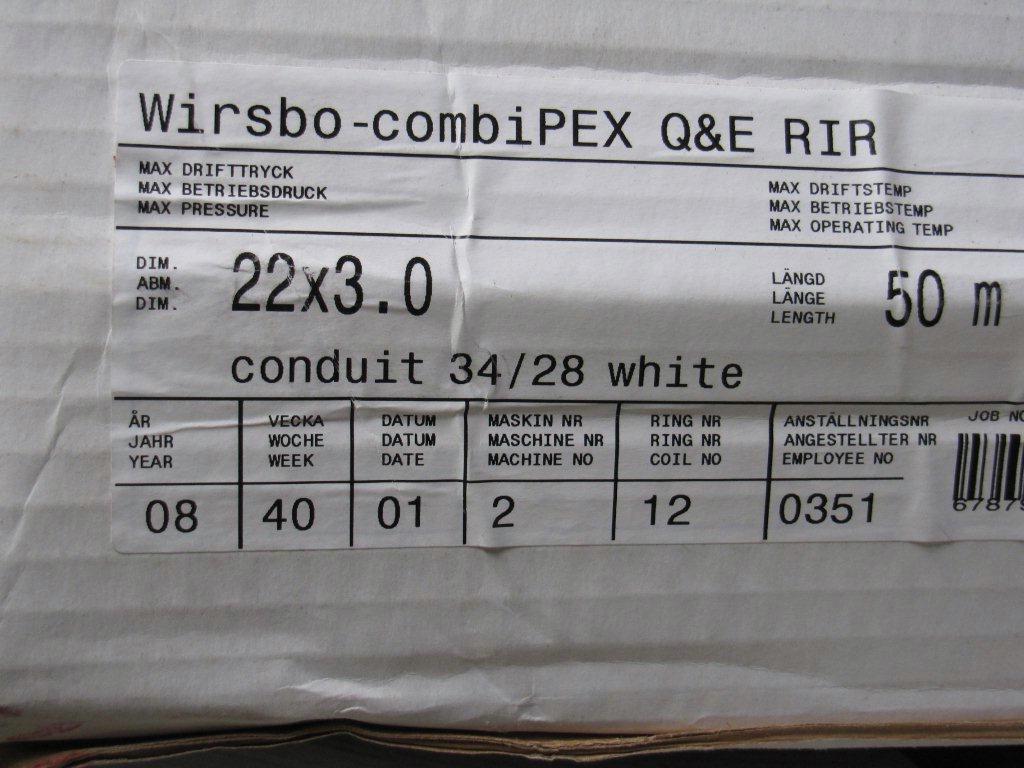 Wirsbo-combiPEX Q&E RIR
MAX DRIFTTRYCK
MAX BETRIEBSDRUCK
MAX PRESSURE
MAX DRIFTSTEMP
MAX BETRIEBSTEMP
MAX OPERATING TEMP
DIM.
ABM.
DIM.
22x3.0
LÄNGD
LÄNGE
LENGTH
50 m
conduit 34/28 white
ÅR
JAHR
YEAR
08
VECKA
WOCHE
WEEK
40
DATUM
DATUM
DATE
01
MASKIN NR
MASCHINE NR
MACHINE NO
2
RING NR
RING NR
COIL NO
12
ANSTÄLLNINGSNR
ANGESTELLTER NR
EMPLOYEE NO
0351
JOB NO